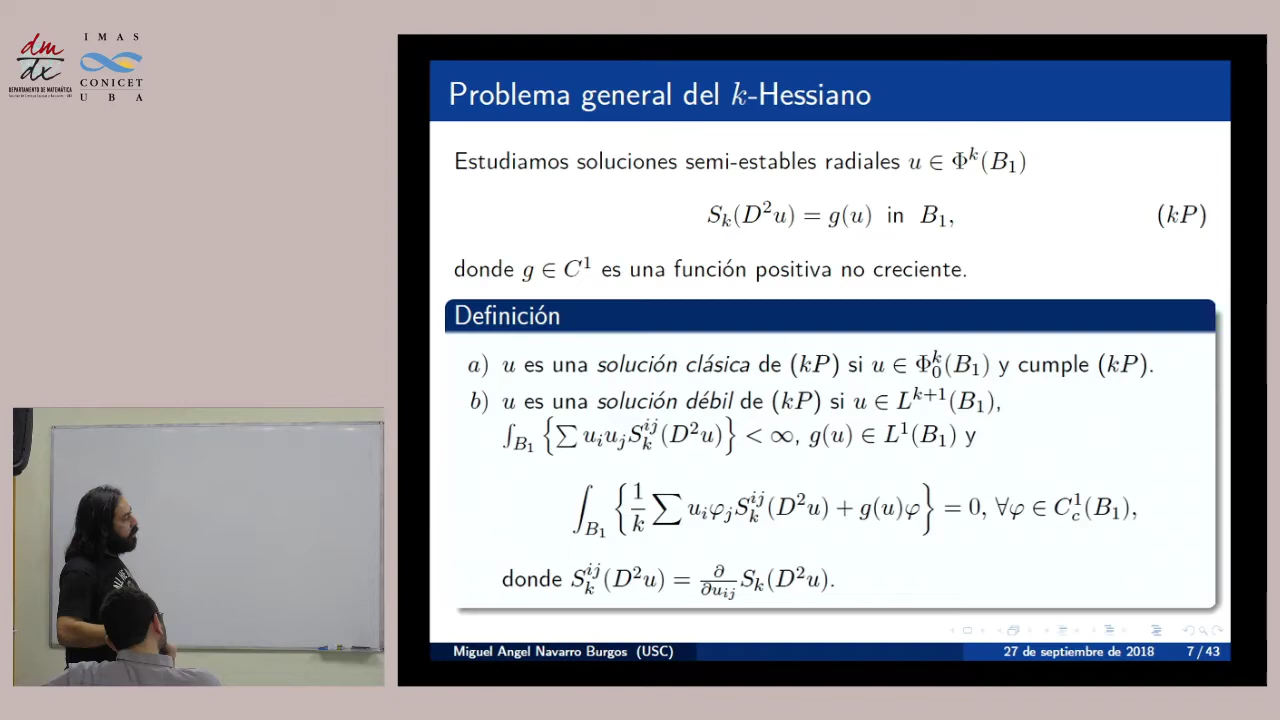 dm
dx
DEPARTAMENTO DE MATEMÁTICA
I M A S
CONICET
U B A
Problema general del k-Hessiano
Estudiamos soluciones semi-estables radiales u ∈ Φ^k(B_1)
S_k(D^2u) = g(u) in B_1, (kP)
donde g ∈ C^1 es una función positiva no creciente.
Definición
a) u es una solución clásica de (kP) si u ∈ Φ_0^k(B_1) y cumple (kP).
b) u es una solución débil de (kP) si u ∈ L^{k+1}(B_1),
∫_{B_1} {∑ u_i u_j S_k^{ij}(D^2u)} < ∞, g(u) ∈ L^1(B_1) y
∫_{B_1} {1/k ∑ u_i φ_j S_k^{ij}(D^2u) + g(u)φ} = 0, ∀φ ∈ C_c^1(B_1),
donde S_k^{ij}(D^2u) = ∂/∂u_{ij} S_k(D^2u).
Miguel Angel Navarro Burgos (USC) 27 de septiembre de 2018 7 / 43